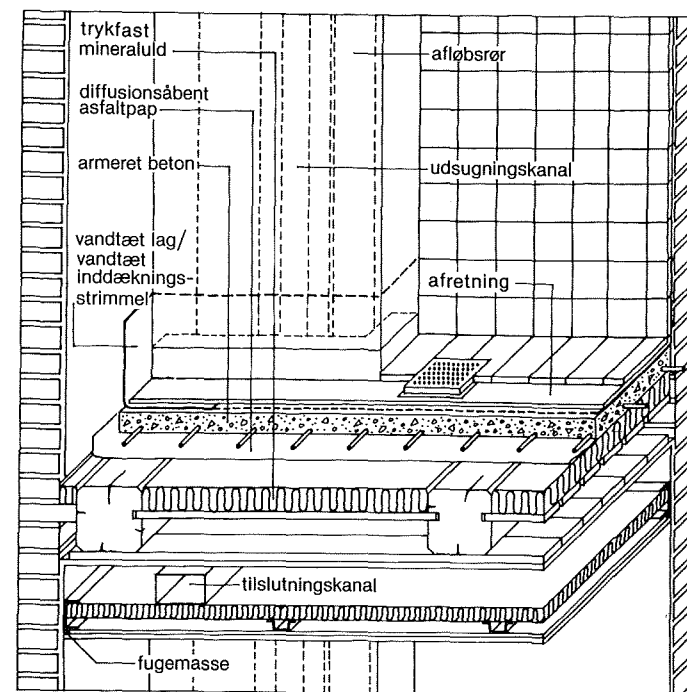 trykfast
mineraluld
diffusionsåbent
asfaltpap
armeret beton
vandtæt lag/
vandtæt
inddæknings-
strimmel
afløbsrør
udsugningskanal
afretning
tilslutningskanal
fugemasse